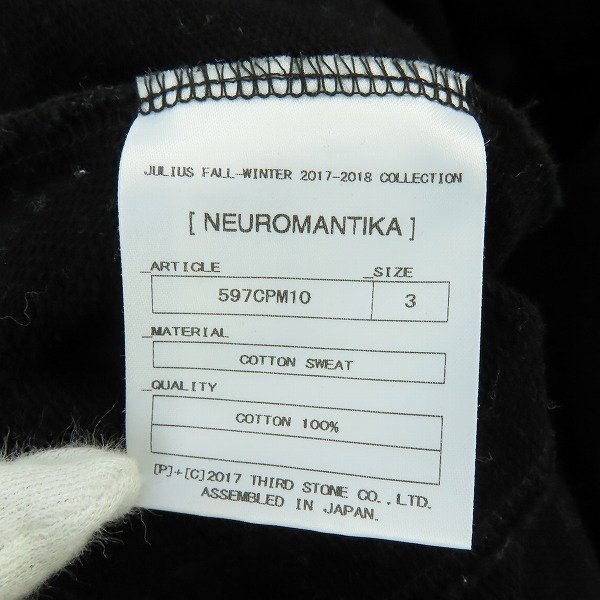 JULIUS FALL-WINTER 2017-2018 COLLECTION
[ NEUROMANTIKA ]
_ARTICLE _SIZE
597CPM10 3
_MATERIAL
COTTON SWEAT
_QUALITY
COTTON 100%
[P]+[C]2017 THIRD STONE CO.,LTD.
ASSEMBLED IN JAPAN.